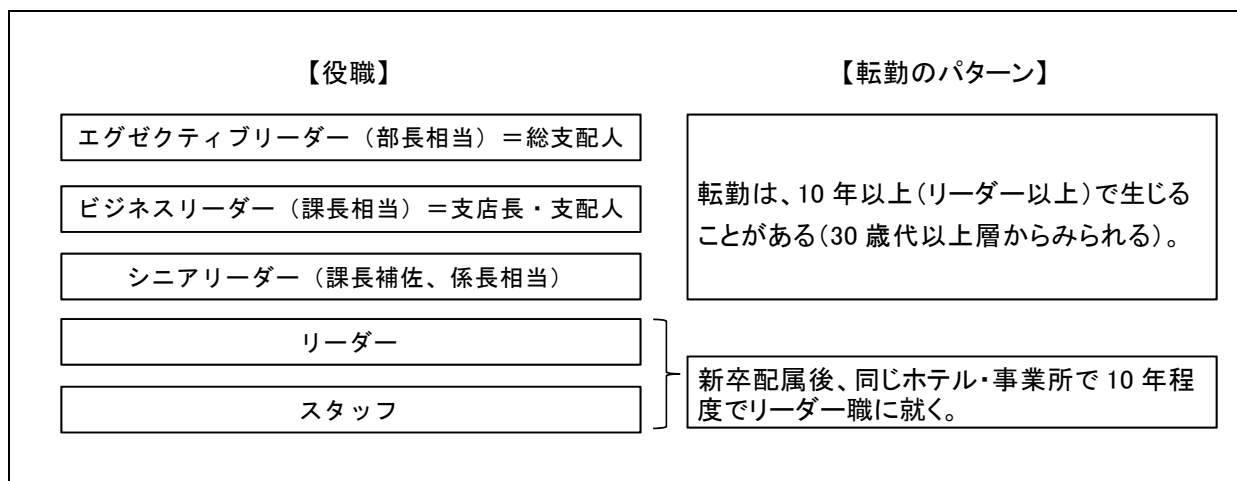 【役職】
【転勤のパターン】
エグゼクティブリーダー（部長相当）＝総支配人
ビジネスリーダー（課長相当）＝支店長・支配人
シニアリーダー（課長補佐、係長相当）
リーダー
スタッフ
転勤は、10 年以上（リーダー以上）で生じる
ことがある（30 歳代以上層からみられる）。
新卒配属後、同じホテル・事業所で 10 年程
度でリーダー職に就く。